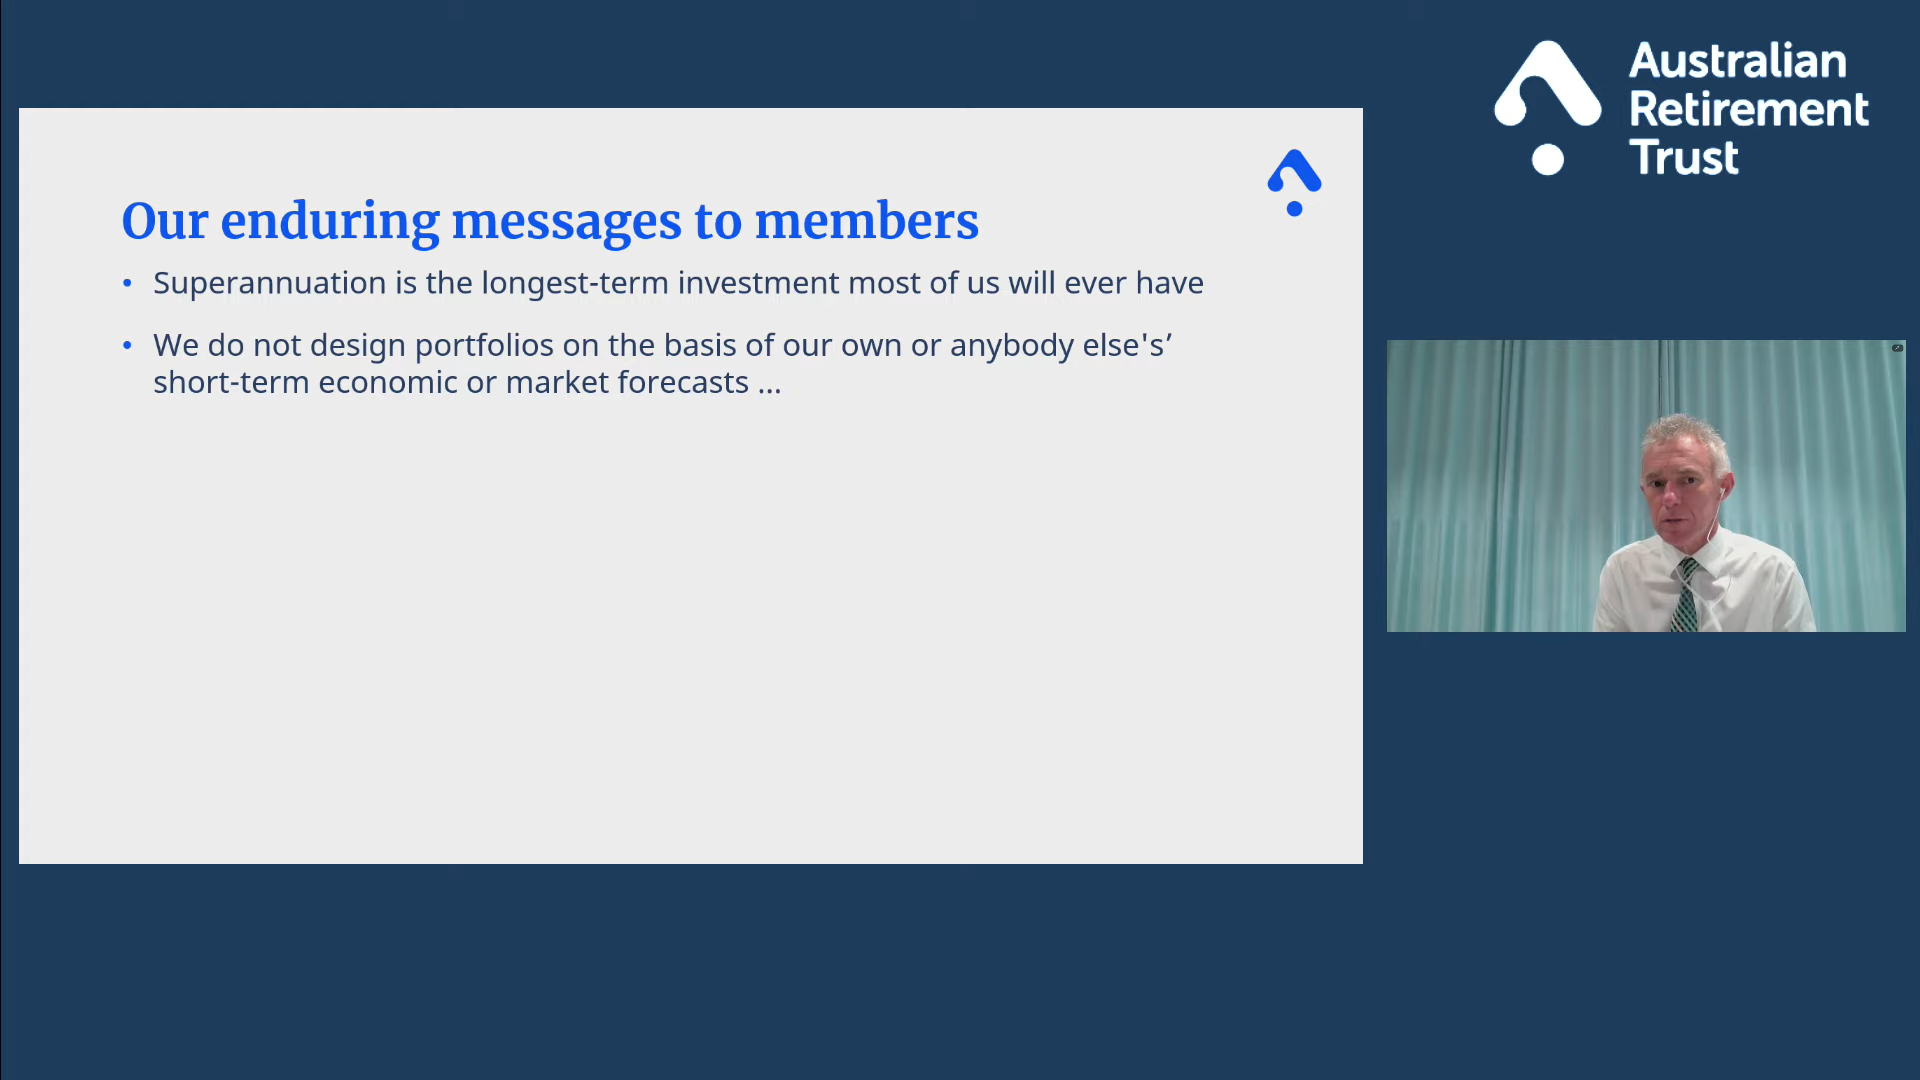 Australian
Retirement
Trust
Our enduring messages to members
• Superannuation is the longest-term investment most of us will ever have
• We do not design portfolios on the basis of our own or anybody else's’
short-term economic or market forecasts ...